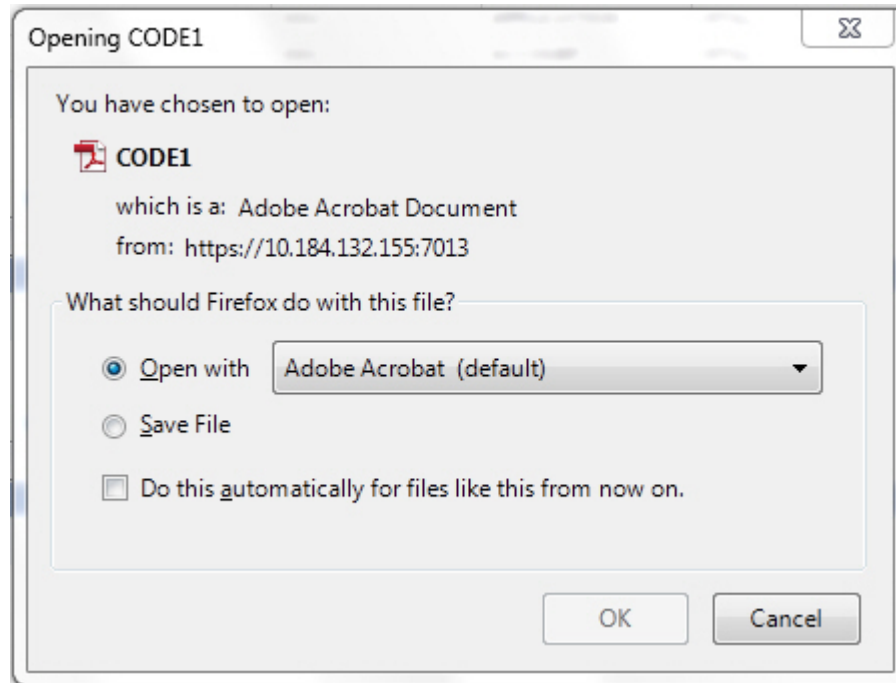 Opening CODE1
You have chosen to open:
CODE1
which is a: Adobe Acrobat Document
from: https://10.184.132.155:7013
What should Firefox do with this file?
Open with Adobe Acrobat (default)
Save File
Do this automatically for files like this from now on.
OK Cancel